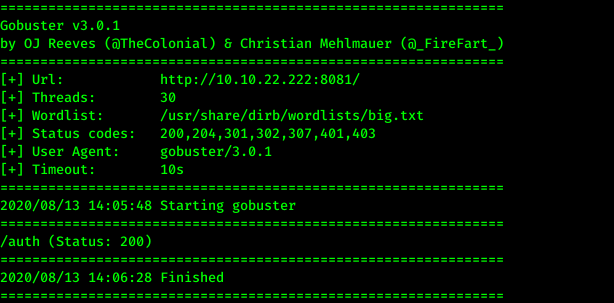 ===============================================================
Gobuster v3.0.1
by OJ Reeves (@TheColonial) & Christian Mehlmauer (@_FireFart_)
===============================================================
[+] Url:            http://10.10.22.222:8081/
[+] Threads:        30
[+] Wordlist:       /usr/share/dirb/wordlists/big.txt
[+] Status codes:   200,204,301,302,307,401,403
[+] User Agent:     gobuster/3.0.1
[+] Timeout:        10s
===============================================================
2020/08/13 14:05:48 Starting gobuster
===============================================================
/auth (Status: 200)
===============================================================
2020/08/13 14:06:28 Finished
===============================================================